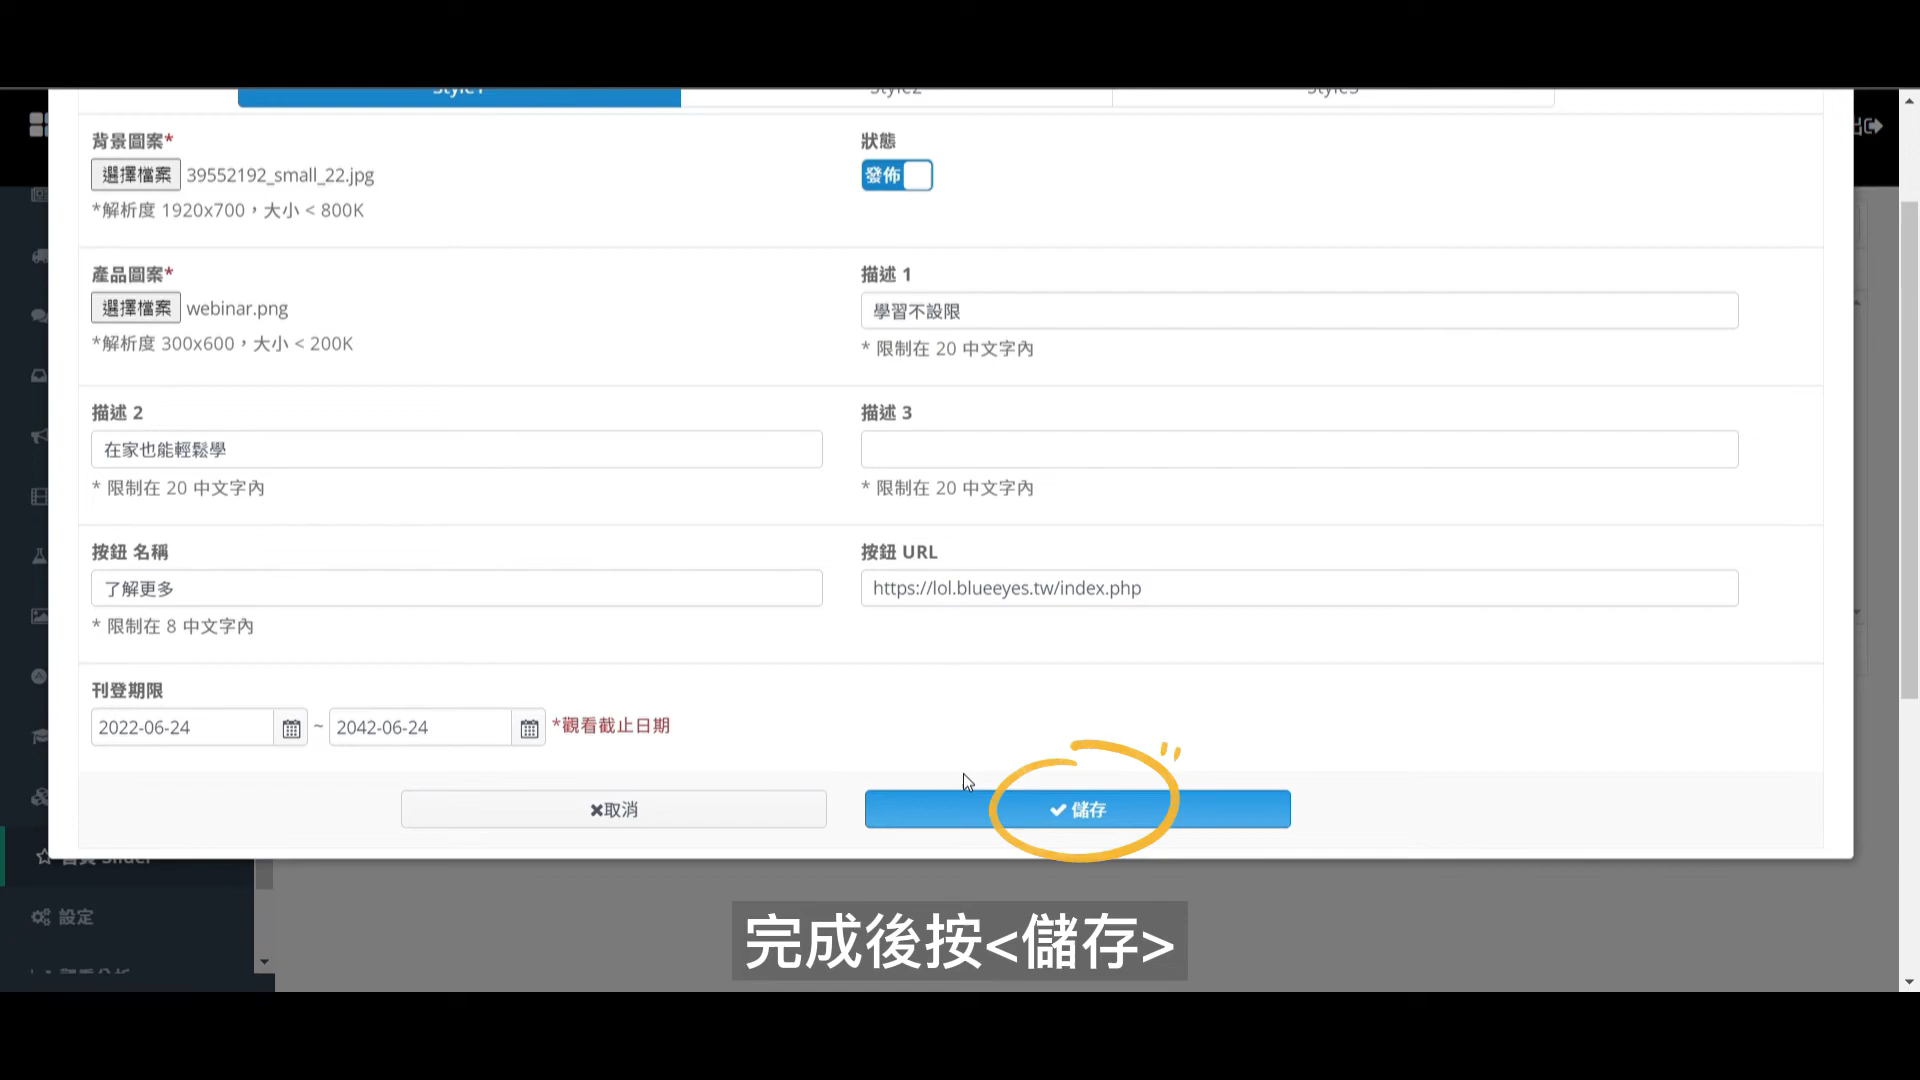 Style1
Style2
Style3
背景圖案*
狀態
選擇檔案 39552192_small_22.jpg
發佈
*解析度 1920x700，大小 < 800K
產品圖案*
描述 1
選擇檔案 webinar.png
學習不設限
*解析度 300x600，大小 < 200K
* 限制在 20 中文字內
描述 2
描述 3
在家也能輕鬆學
* 限制在 20 中文字內
* 限制在 20 中文字內
按鈕 名稱
按鈕 URL
了解更多
https://lol.blueeyes.tw/index.php
* 限制在 8 中文字內
刊登期限
2022-06-24 ~ 2042-06-24 *觀看截止日期
取消
儲存
首頁 Slider
設定
完成後按<儲存>